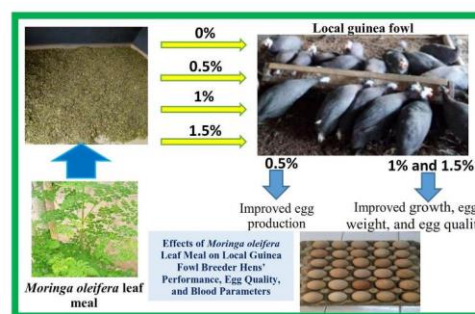 0%
0.5%
1%
1.5%
Local guinea fowl
0.5%
1% and 1.5%
Improved egg
production
Improved growth, egg
weight, and egg quality
Effects of Moringa oleifera
Leaf Meal on Local Guinea
Fowl Breeder Hens'
Performance, Egg Quality,
and Blood Parameters
Moringa oleifera leaf
meal